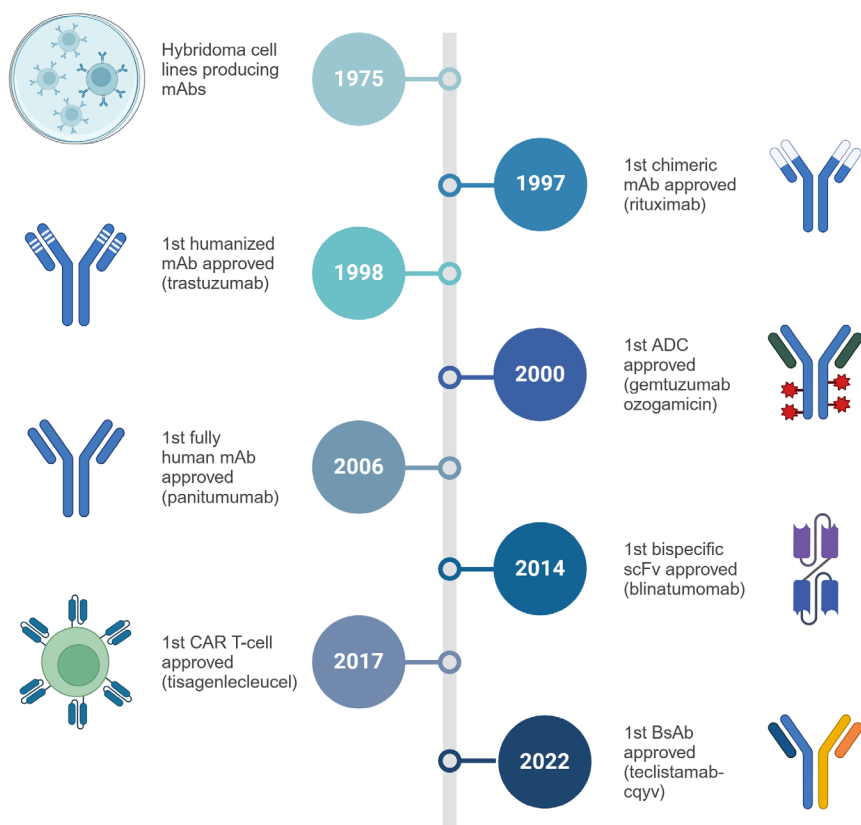 Hybridoma cell
lines producing
mAbs
1975
1997
1st chimeric
mAb approved
(rituximab)
1st humanized
mAb approved
(trastuzumab)
1998
2000
1st ADC
approved
(gemtuzumab
ozogamicin)
1st fully
human mAb
approved
(panitumumab)
2006
2014
1st bispecific
scFv approved
(blinatumomab)
1st CAR T-cell
approved
(tisagenlecleucel)
2017
2022
1st BsAb
approved
(teclistamab-
cqyv)